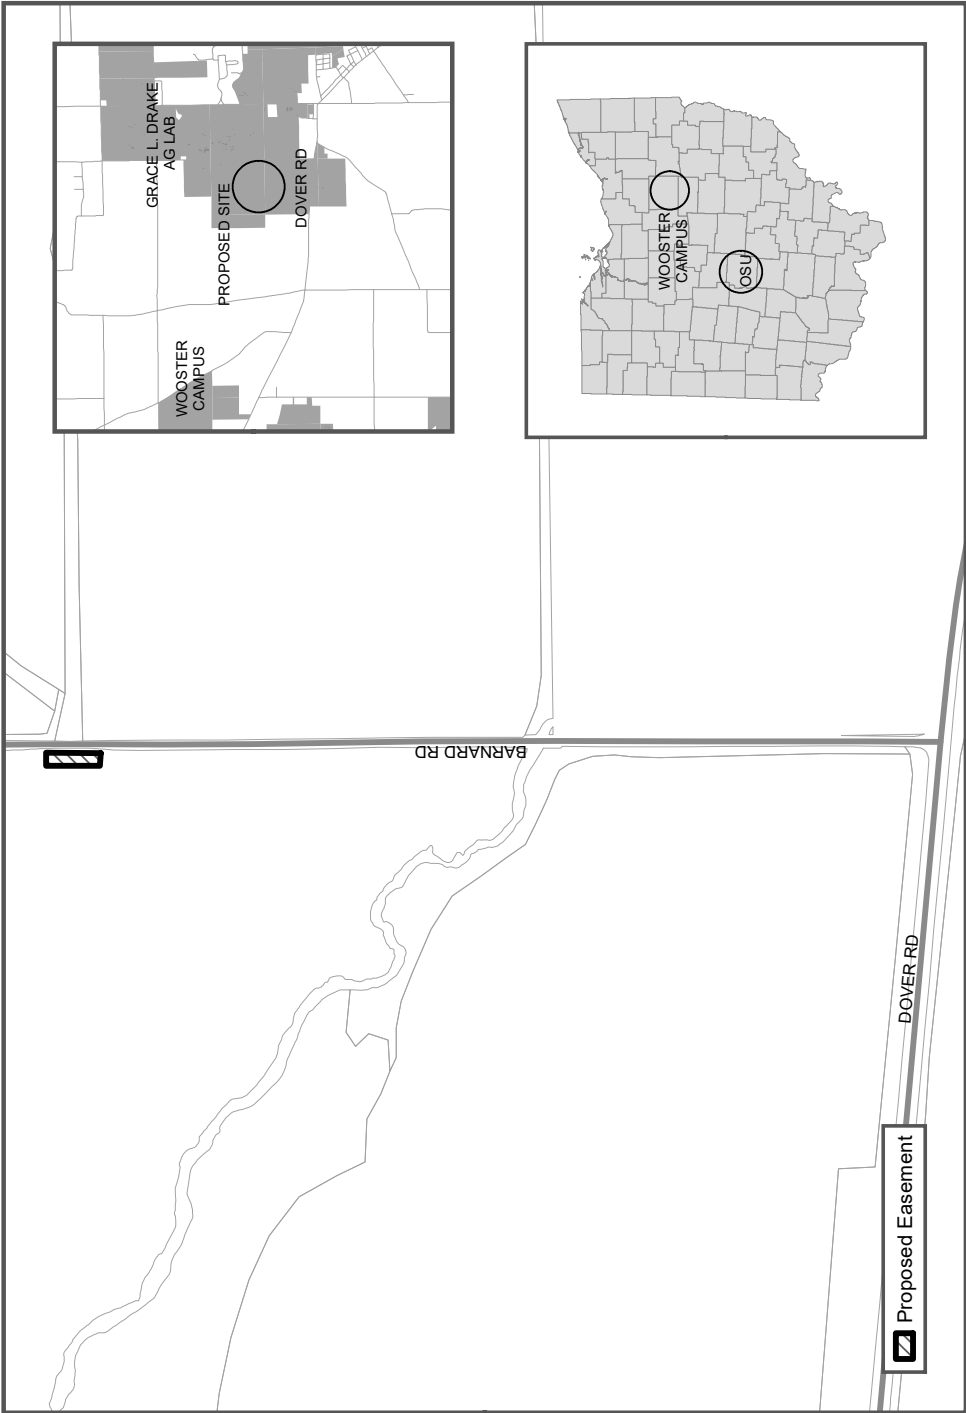 GRACE L. DRAKE
AG LAB
PROPOSED SITE
DOVER RD
WOOSTER
CAMPUS
WOOSTER
CAMPUS
OSU
BARNARD RD
DOVER RD
Proposed Easement